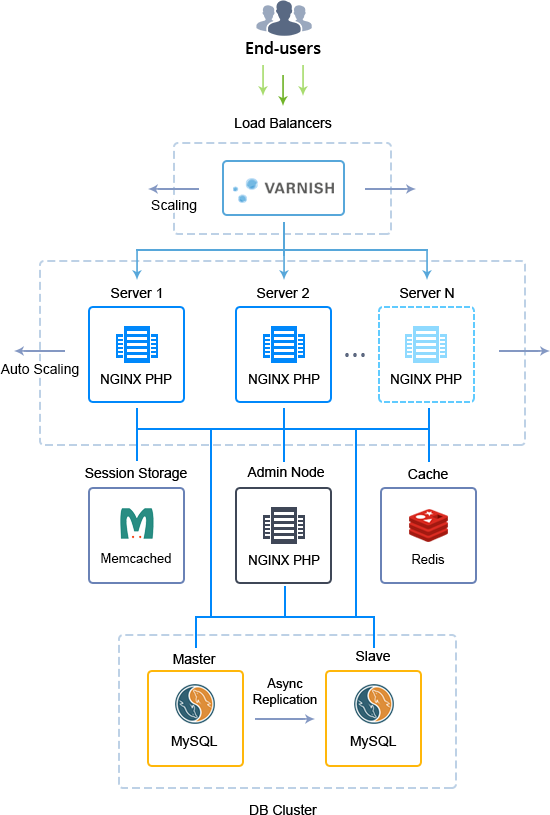 End-users
Load Balancers
VARNISH
Scaling
Server 1
Server 2
Server N
NGINX PHP
NGINX PHP
...
NGINX PHP
Auto Scaling
Session Storage
Admin Node
Cache
Memcached
NGINX PHP
Redis
Master
Slave
Async
Replication
MySQL
MySQL
DB Cluster